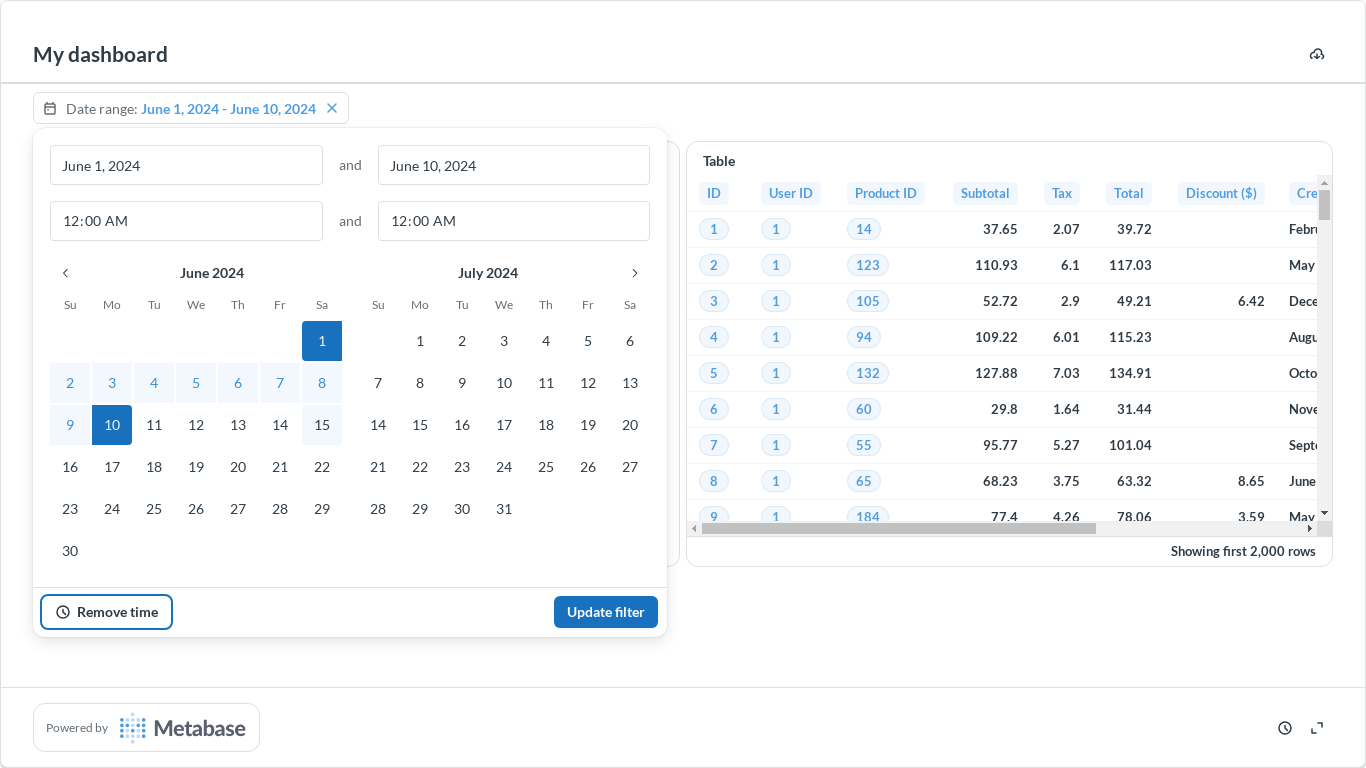 My dashboard
Date range: June 1, 2024 - June 10, 2024
June 1, 2024 and June 10, 2024
12:00 AM and 12:00 AM
June 2024
Su Mo Tu We Th Fr Sa
1
2 3 4 5 6 7 8
9 10 11 12 13 14 15
16 17 18 19 20 21 22
23 24 25 26 27 28 29
30
July 2024
Su Mo Tu We Th Fr Sa
1 2 3 4 5 6
7 8 9 10 11 12 13
14 15 16 17 18 19 20
21 22 23 24 25 26 27
28 29 30 31
Remove time Update filter
Table
ID User ID Product ID Subtotal Tax Total Discount ($) Cre
1 1 14 37.65 2.07 39.72 Febru
2 1 123 110.93 6.1 117.03 May
3 1 105 52.72 2.9 49.21 6.42 Dece
4 1 94 109.22 6.01 115.23 Augu
5 1 132 127.88 7.03 134.91 Octo
6 1 60 29.8 1.64 31.44 Nove
7 1 55 95.77 5.27 101.04 Septe
8 1 65 68.23 3.75 63.32 8.65 June
9 1 184 77.4 4.26 78.06 3.59 May
Showing first 2,000 rows
Powered by Metabase